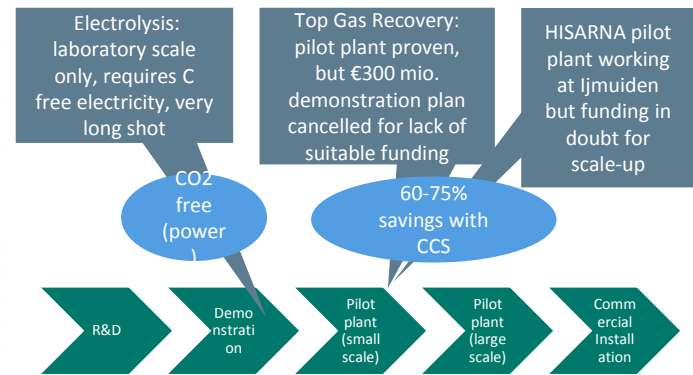 Electrolysis:
laboratory scale
only, requires C
free electricity, very
long shot
Top Gas Recovery:
pilot plant proven,
but €300 mio.
demonstration plan
cancelled for lack of
suitable funding
HISARNA pilot
plant working
at Ijmuiden
but funding in
doubt for
scale-up
CO2
free
(power
)
60-75%
savings with
CCS
R&D
Demo
nstrati
on
Pilot
plant
(small
scale)
Pilot
plant
(large
scale)
Comm
ercial
Install
ation